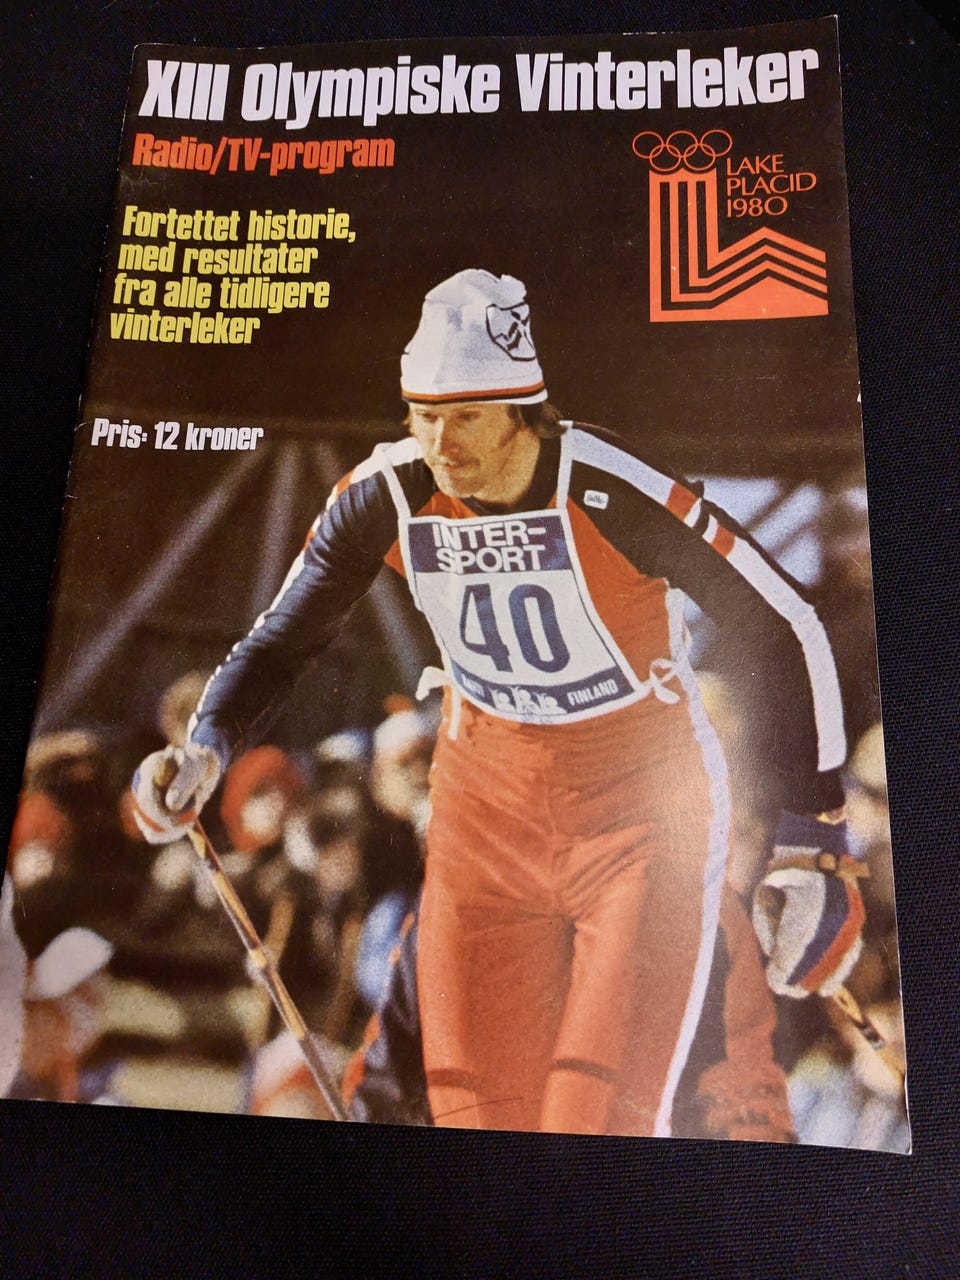 XIII Olympiske Vinterleker
Radio/TV-program
LAKE
PLACID
1980
Fortettet historie,
med resultater
fra alle tidligere
vinterleker
Pris: 12 kroner
INTER-
SPORT
40
FINLAND